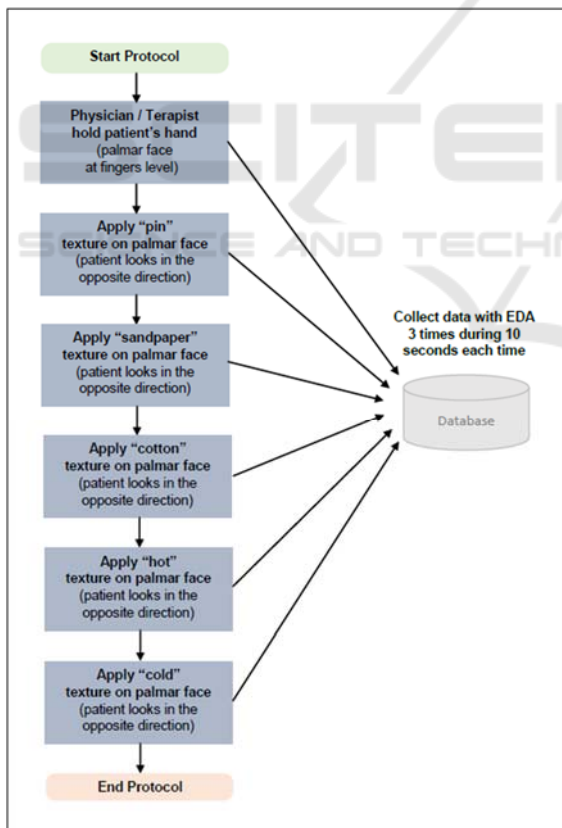 Start Protocol
Physician / Terapist
hold patient's hand
(palmar face
at fingers level)
Apply “pin”
texture on palmar face
(patient looks in the
opposite direction)
Apply “sandpaper”
texture on palmar face
(patient looks in the
opposite direction)
Apply “cotton”
texture on palmar face
(patient looks in the
opposite direction)
Apply “hot”
texture on palmar face
(patient looks in the
opposite direction)
Apply “cold”
texture on palmar face
(patient looks in the
opposite direction)
End Protocol
Collect data with EDA
3 times during 10
seconds each time
Database
SCITE
SCIENCE AND TECHN